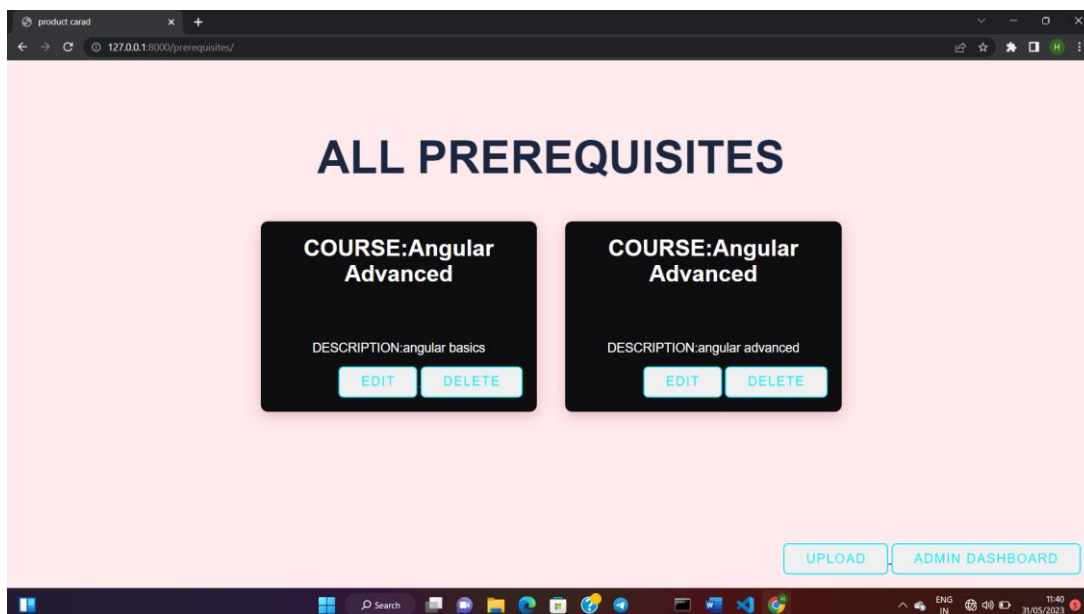 product carad
127.0.0.1:8000/prerequisites/
H
ALL PREREQUISITES
COURSE:Angular
Advanced
DESCRIPTION:angular basics
EDIT DELETE
COURSE:Angular
Advanced
DESCRIPTION:angular advanced
EDIT DELETE
UPLOAD ADMIN DASHBOARD
Search
ENG
IN
11:40
31/05/2023